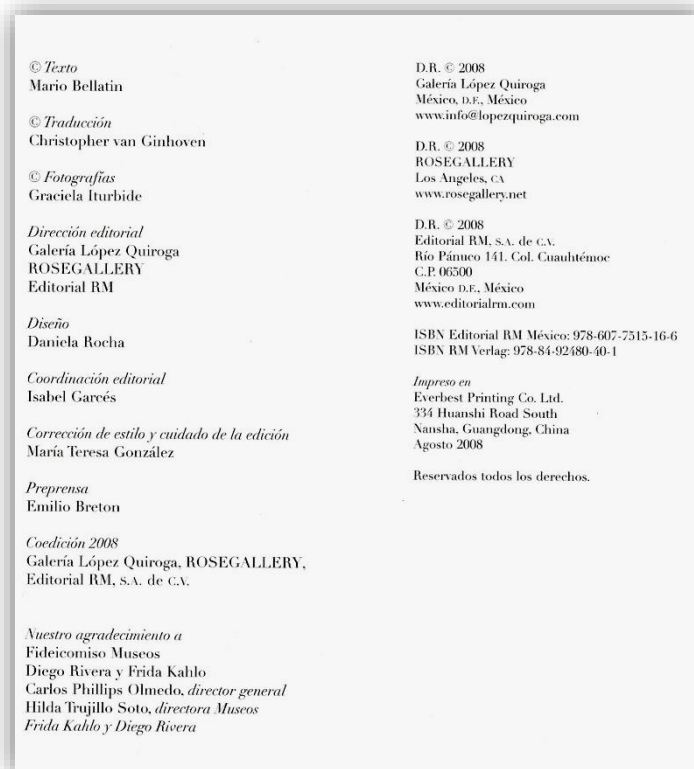 © Texto
Mario Bellatin
© Traducción
Christopher van Ginhoven
© Fotografías
Graciela Iturbide
Dirección editorial
Galería López Quiroga
ROSEGALLERY
Editorial RM
Diseño
Daniela Rocha
Coordinación editorial
Isabel Garcés
Corrección de estilo y cuidado de la edición
María Teresa González
Preprensa
Emilio Breton
Coedición 2008
Galería López Quiroga, ROSEGALLERY,
Editorial RM, S.A. de C.V.
Nuestro agradecimiento a
Fideicomiso Museos
Diego Rivera y Frida Kahlo
Carlos Phillips Olmedo, director general
Hilda Trujillo Soto, directora Museos
Frida Kahlo y Diego Rivera
D.R. © 2008
Galería López Quiroga
México, D.F., México
www.info@lopezquiroga.com
D.R. © 2008
ROSEGALLERY
Los Angeles, CA
www.rosegallery.net
D.R. © 2008
Editorial RM, S.A. de C.V.
Río Pánuco 141. Col. Cuauhtémoc
C.P. 06500
México D.F., México
www.editorialrm.com
ISBN Editorial RM México: 978-607-7515-16-6
ISBN RM Verlag: 978-84-92480-40-1
Impreso en
Everbest Printing Co. Ltd.
334 Huanshi Road South
Nansha, Guangdong, China
Agosto 2008
Reservados todos los derechos.